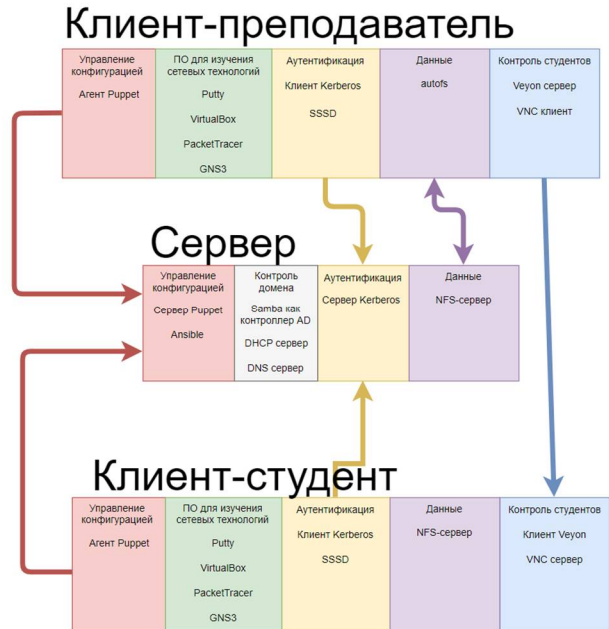 Клиент-преподаватель
Управление
конфигурацией
Агент Puppet
ПО для изучения
сетевых технологий
Putty
VirtualBox
PacketTracer
GNS3
Аутентификация
Клиент Kerberos
SSSD
Данные
autofs
Контроль студентов
Veyon сервер
VNC клиент
Сервер
Управление
конфигурацией
Сервер Puppet
Ansible
Контроль
домена
Samba как
контроллер AD
DHCP сервер
DNS сервер
Аутентификация
Сервер Kerberos
Данные
NFS-сервер
Клиент-студент
Управление
конфигурацией
Агент Puppet
ПО для изучения
сетевых технологий
Putty
VirtualBox
PacketTracer
GNS3
Аутентификация
Клиент Kerberos
SSSD
Данные
NFS-сервер
Контроль студентов
Клиент Veyon
VNC сервер